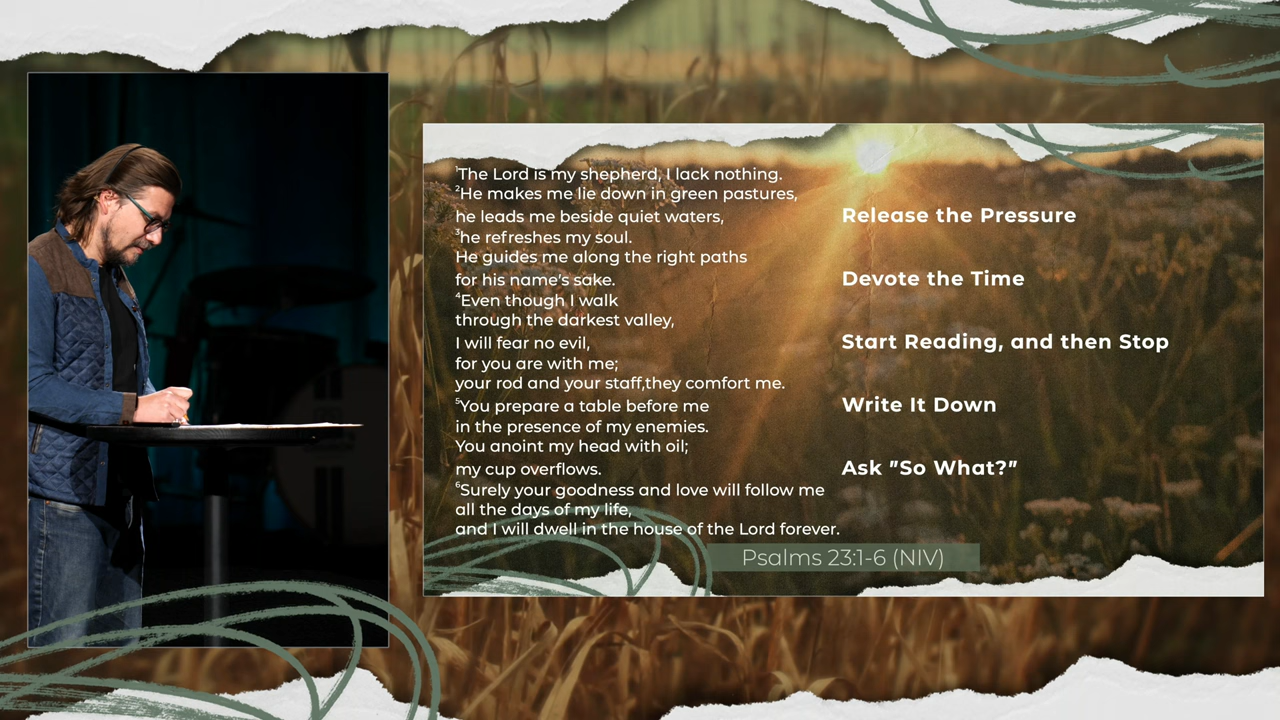 ¹The Lord is my shepherd, I lack nothing.
²He makes me lie down in green pastures,
he leads me beside quiet waters,
³he refreshes my soul.
He guides me along the right paths
for his name's sake.
⁴Even though I walk
through the darkest valley,
I will fear no evil,
for you are with me;
your rod and your staff,they comfort me.
⁵You prepare a table before me
in the presence of my enemies.
You anoint my head with oil;
my cup overflows.
⁶Surely your goodness and love will follow me
all the days of my life,
and I will dwell in the house of the Lord forever.
Psalms 23:1-6 (NIV)
Release the Pressure
Devote the Time
Start Reading, and then Stop
Write It Down
Ask "So What?"